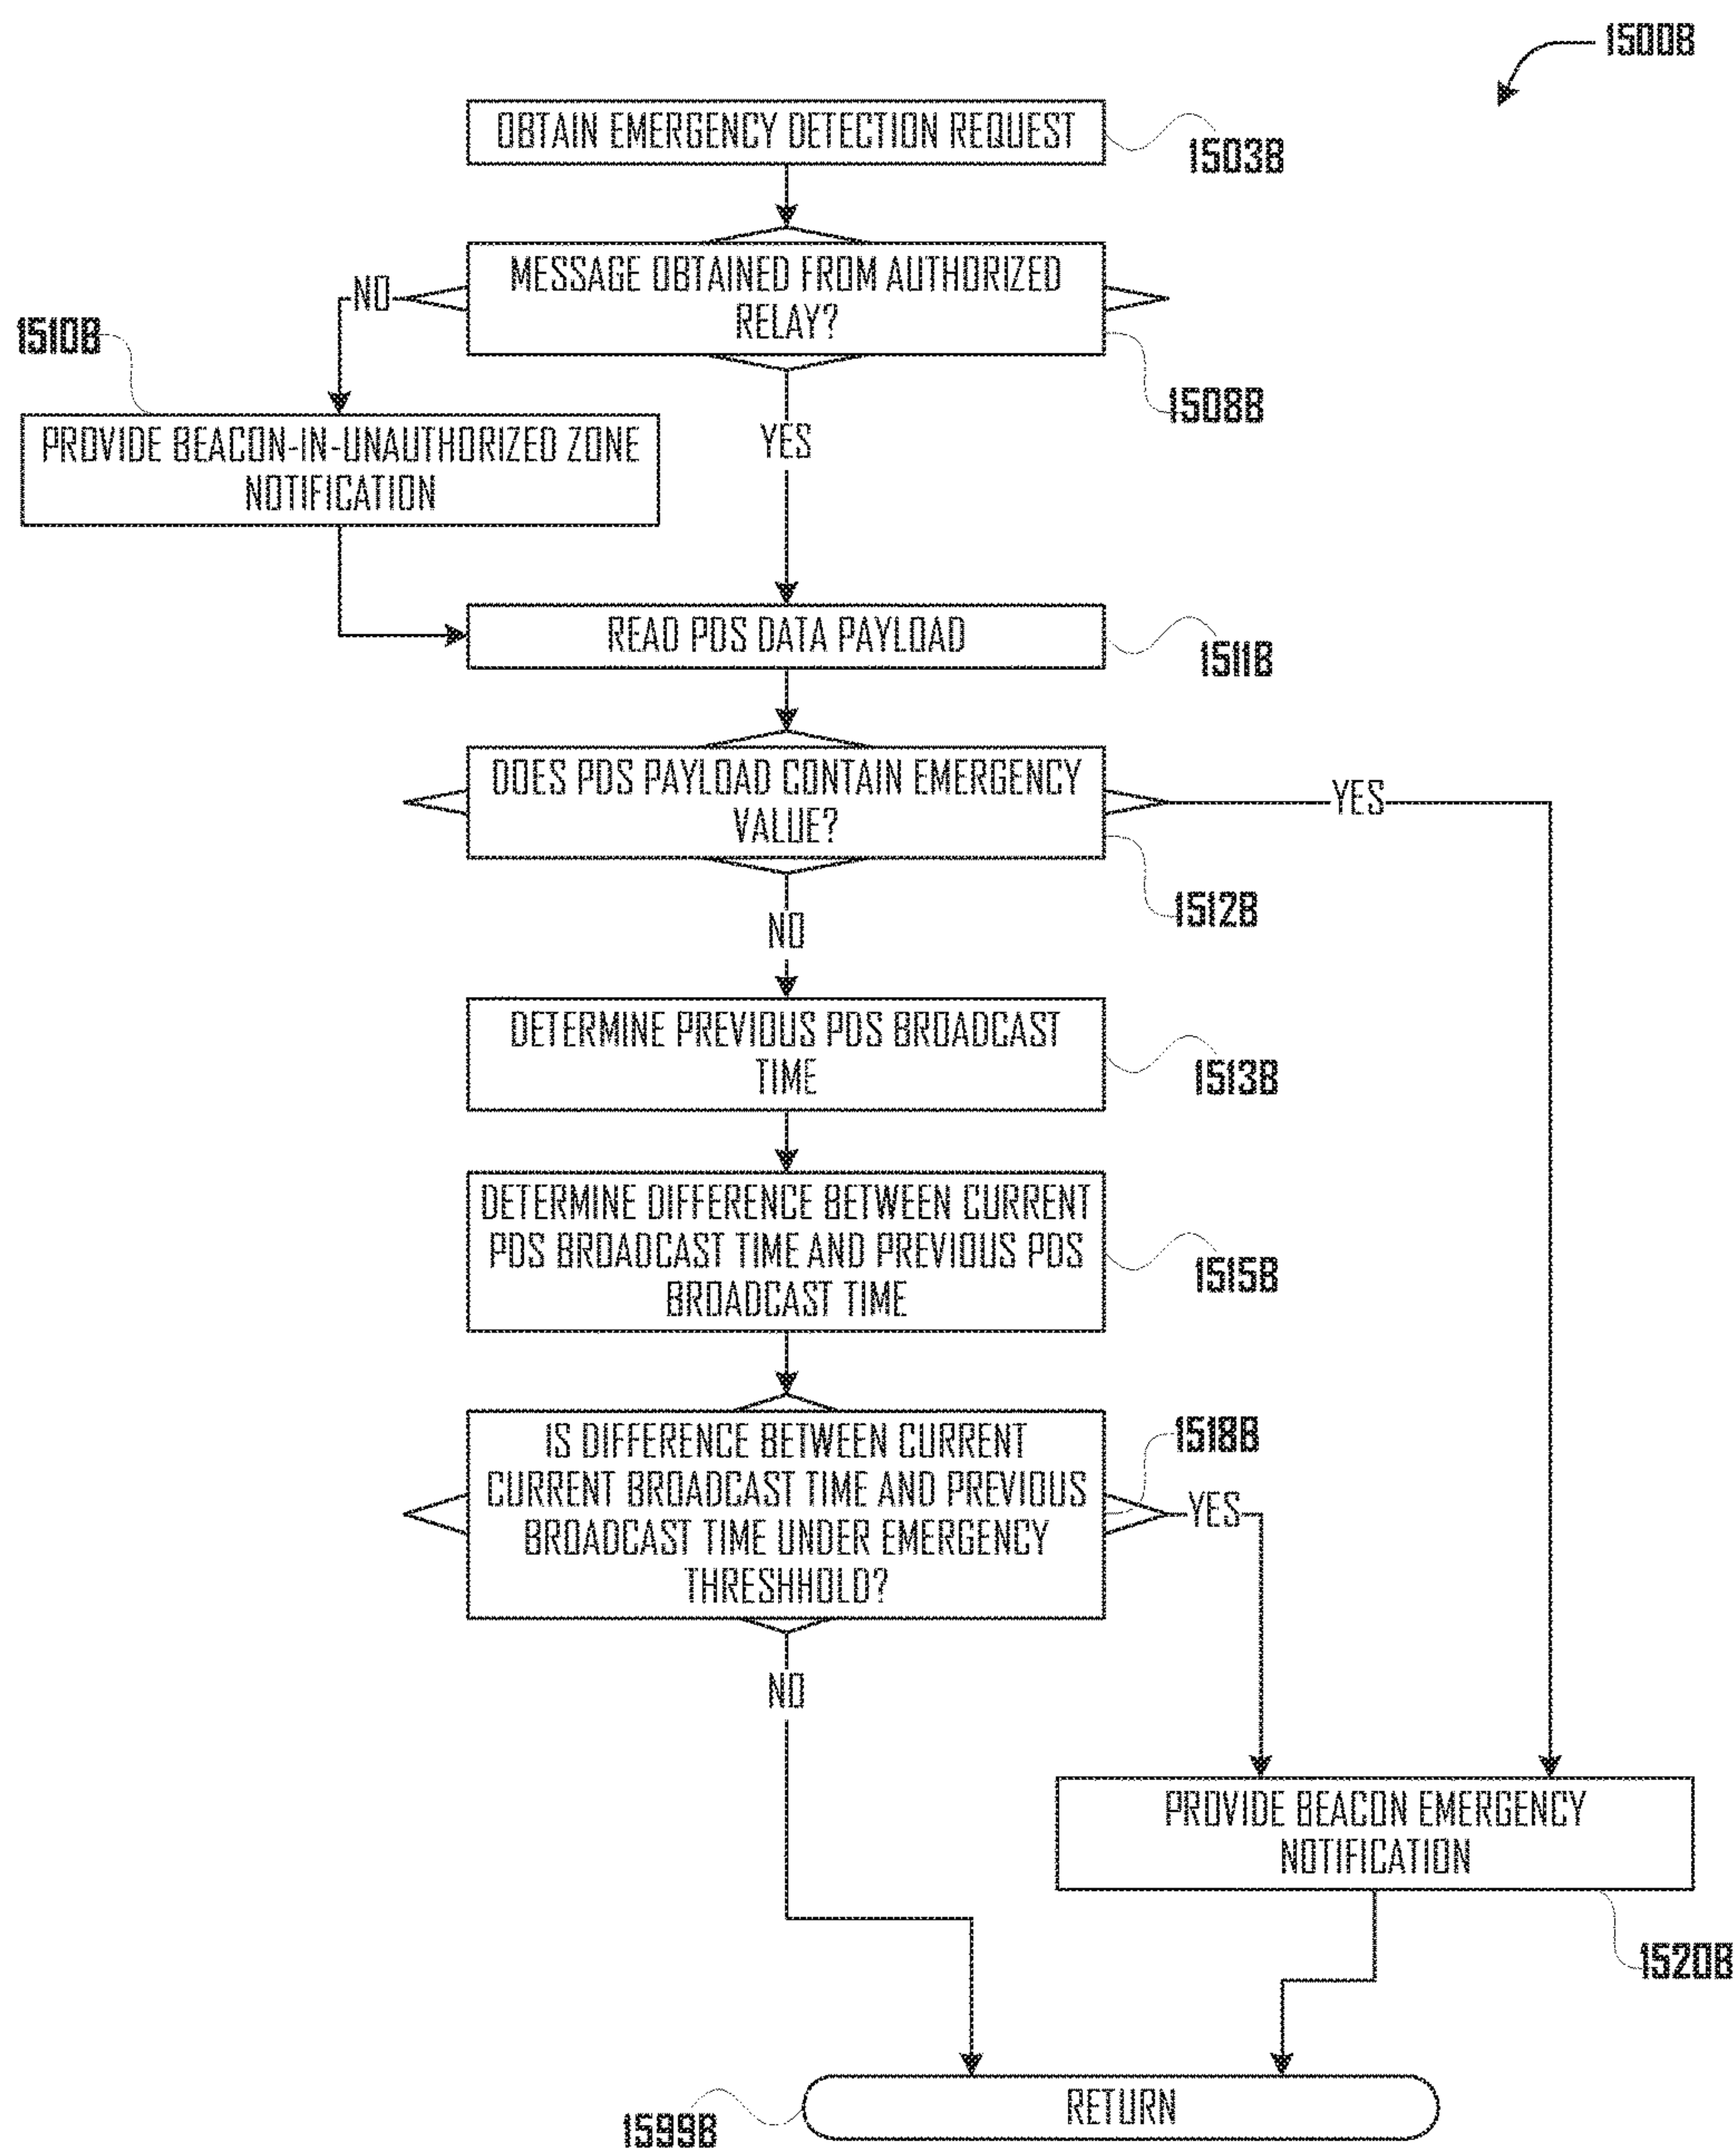 1500B
OBTAIN EMERGENCY DETECTION REQUEST
1503B
MESSAGE OBTAINED FROM AUTHORIZED
RELAY?
NO
1510B
1508B
PROVIDE BEACON-IN-UNAUTHORIZED ZONE
NOTIFICATION
YES
READ PDS DATA PAYLOAD
1511B
DOES PDS PAYLOAD CONTAIN EMERGENCY
VALUE?
YES
1512B
NO
DETERMINE PREVIOUS PDS BROADCAST
TIME
1513B
DETERMINE DIFFERENCE BETWEEN CURRENT
PDS BROADCAST TIME AND PREVIOUS PDS
BROADCAST TIME
1515B
IS DIFFERENCE BETWEEN CURRENT
CURRENT BROADCAST TIME AND PREVIOUS
BROADCAST TIME UNDER EMERGENCY
THRESHHOLD?
1518B
YES
NO
PROVIDE BEACON EMERGENCY
NOTIFICATION
1520B
RETURN
1599B